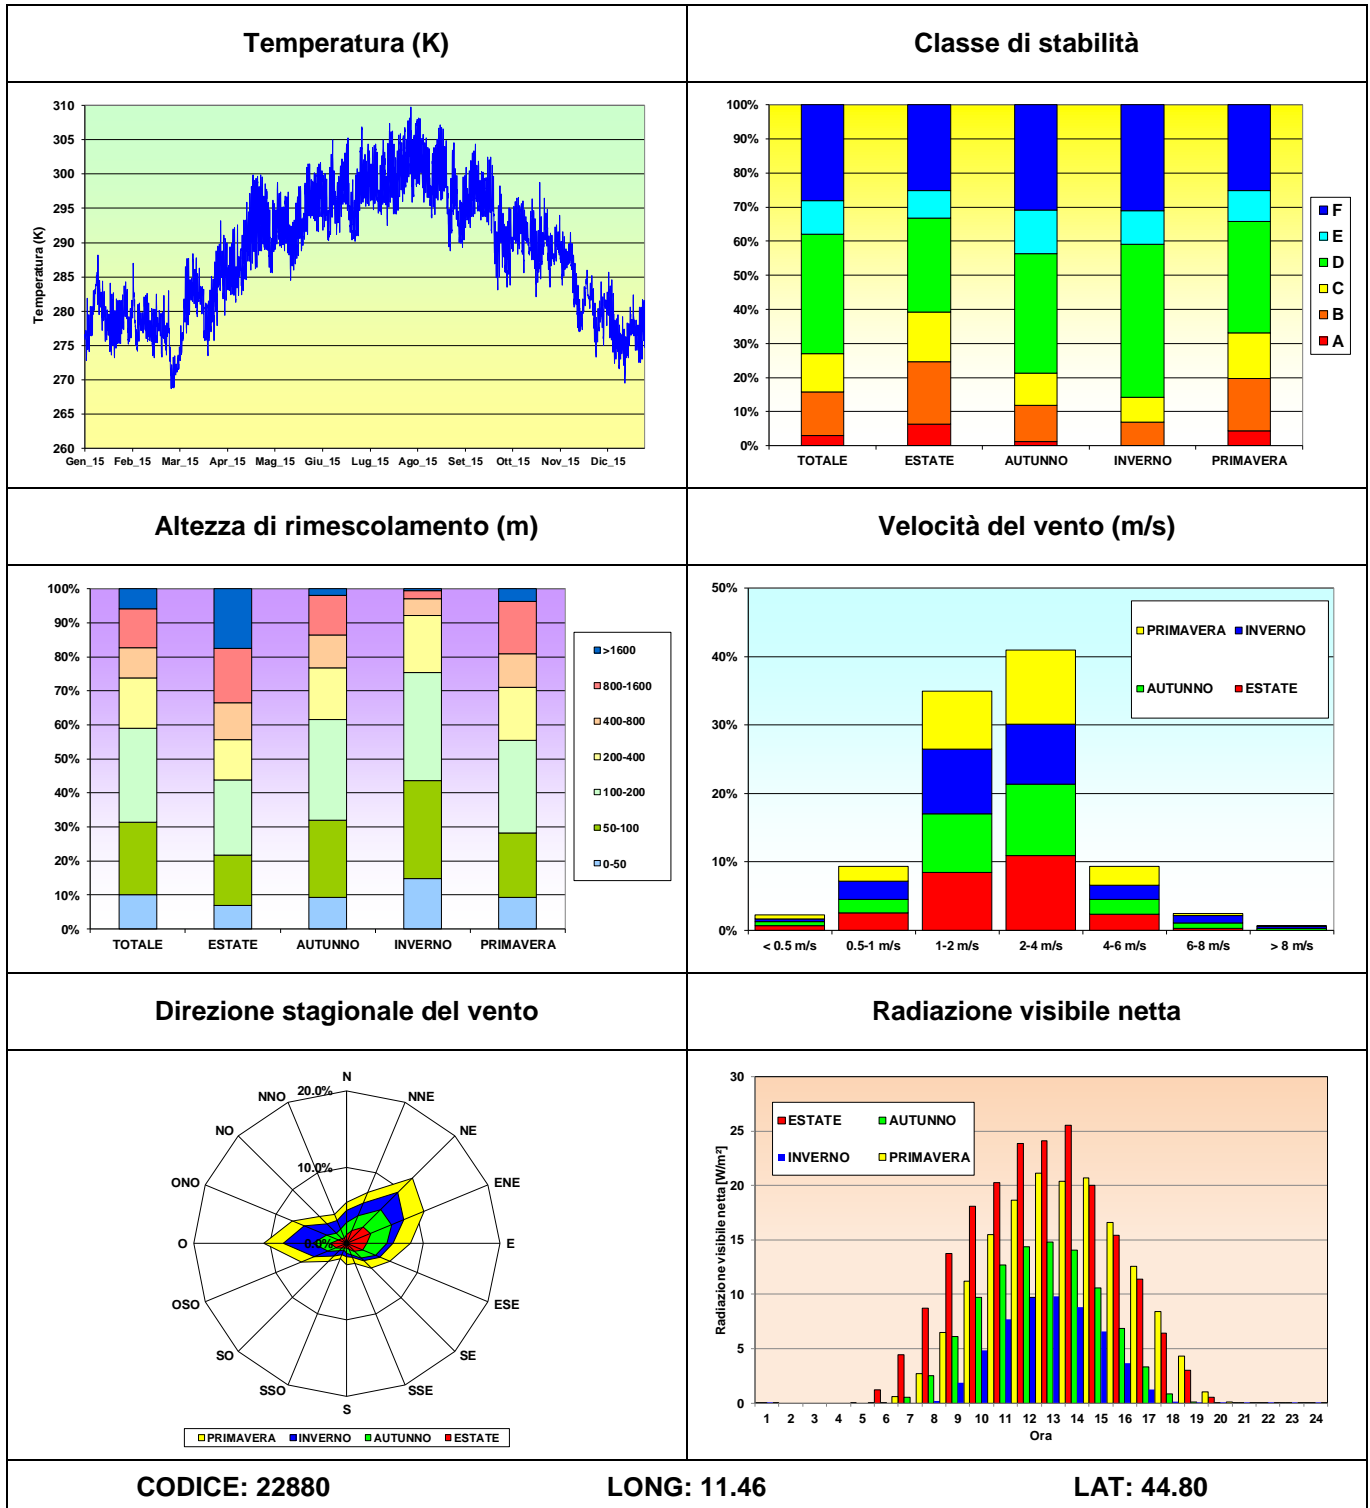 Temperatura (K)
Classe di stabilità
310
305
300
295
290
285
280
275
270
265
260
Temperatura (K)
Gen_15 Feb_15 Mar_15 Apr_15 Mag_15 Giu_15 Lug_15 Ago_15 Set_15 Ott_15 Nov_15 Dic_15
100%
90%
80%
70%
60%
50%
40%
30%
20%
10%
0%
TOTALE ESTATE AUTUNNO INVERNO PRIMAVERA
F
E
D
C
B
A
Altezza di rimescolamento (m)
Velocità del vento (m/s)
100%
90%
80%
70%
60%
50%
40%
30%
20%
10%
0%
TOTALE ESTATE AUTUNNO INVERNO PRIMAVERA
>1600
800-1600
400-800
200-400
100-200
50-100
0-50
50%
40%
30%
20%
10%
0%
PRIMAVERA INVERNO
AUTUNNO ESTATE
< 0.5 m/s 0.5-1 m/s 1-2 m/s 2-4 m/s 4-6 m/s 6-8 m/s > 8 m/s
Direzione stagionale del vento
Radiazione visibile netta
N
NNE
NE
ENE
E
ESE
SE
SSE
S
SSO
SO
OSO
O
ONO
NO
NNO
20.0%
10.0%
0.0%
PRIMAVERA INVERNO AUTUNNO ESTATE
30
25
20
15
10
5
0
Radiazione visibile netta [W/m²]
ESTATE AUTUNNO
INVERNO PRIMAVERA
1 2 3 4 5 6 7 8 9 10 11 12 13 14 15 16 17 18 19 20 21 22 23 24
Ora
CODICE: 22880 LONG: 11.46 LAT: 44.80